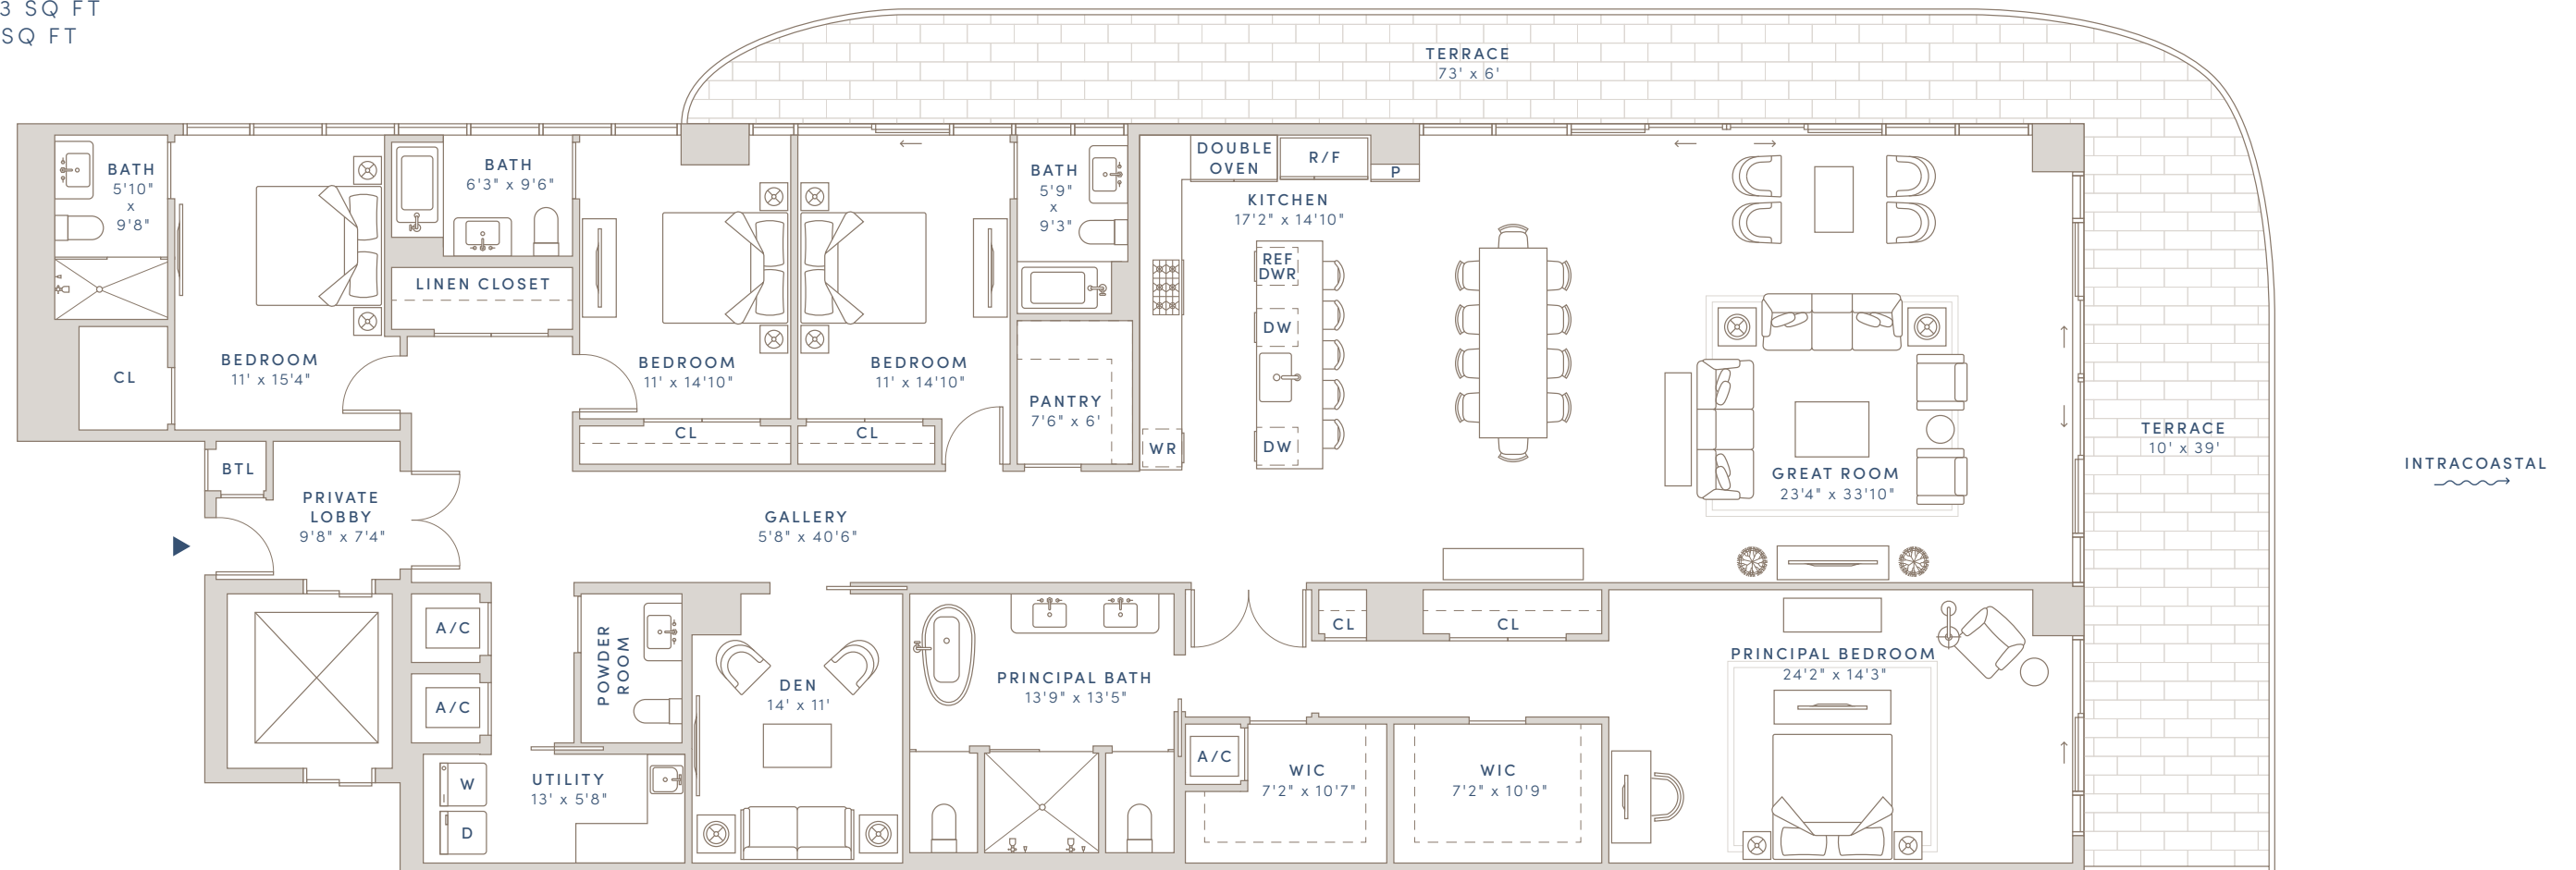 3 SQ FT
SQ FT
TERRACE
73' x 6'
BATH
5'10"
x
9'8"
BATH
6'3" x 9'6"
BATH
5'9"
x
9'3"
DOUBLE
OVEN
R/F
P
KITCHEN
17'2" x 14'10"
LINEN CLOSET
REF
DWR
DW
DW
WR
CL
BEDROOM
11' x 15'4"
BEDROOM
11' x 14'10"
BEDROOM
11' x 14'10"
PANTRY
7'6" x 6'
CL
CL
BTL
PRIVATE
LOBBY
9'8" x 7'4"
GALLERY
5'8" x 40'6"
GREAT ROOM
23'4" x 33'10"
TERRACE
10' x 39'
INTRACOASTAL
A/C
A/C
POWDER
ROOM
DEN
14' x 11'
PRINCIPAL BATH
13'9" x 13'5"
CL
CL
PRINCIPAL BEDROOM
24'2" x 14'3"
W
D
UTILITY
13' x 5'8"
A/C
WIC
7'2" x 10'7"
WIC
7'2" x 10'9"